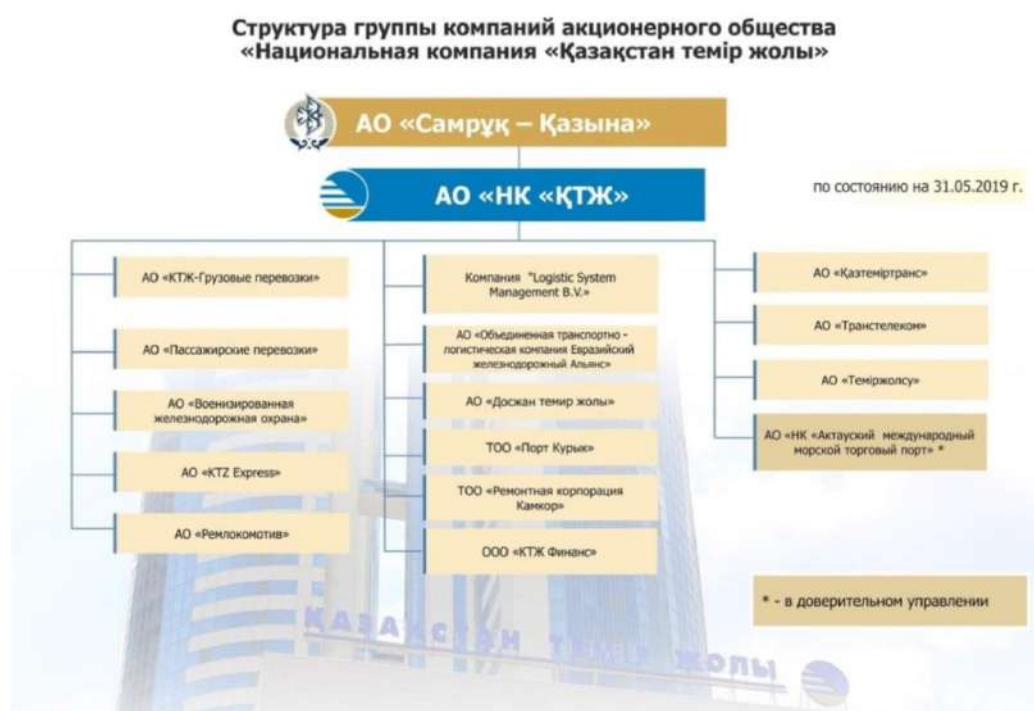 Структура группы компаний акционерного общества
«Национальная компания «Қазақстан темір жолы»
АО «Самрұқ – Қазына»
АО «НК «ҚТЖ»
по состоянию на 31.05.2019 г.
АО «КТЖ-Грузовые перевозки»
АО «Пассажирские перевозки»
АО «Военизированная
железнодорожная охрана»
АО «KTZ Express»
АО «Ремлокомотив»
Компания "Logistic System
Management B.V.»
АО «Объединенная транспортно -
логистическая компания Евразийский
железнодорожный Альянс»
АО «Досжан темир жолы»
ТОО «Порт Курык»
ТОО «Ремонтная корпорация
Камкор»
ООО «КТЖ Финанс»
АО «Қазтеміртранс»
АО «Транстелеком»
АО «Теміржолсу»
АО «НК «Актауский международный
морской торговый порт» *
* - в доверительном управлении
ҚАЗАҚСТАН ТЕМІР ЖОЛЫ